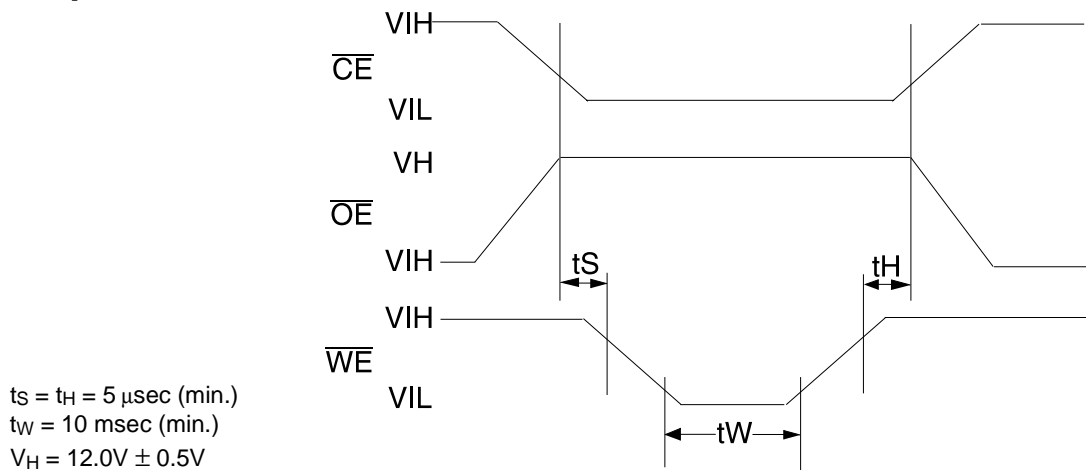 VIH
CE
VIL
VH
OE
VIH
tS
tH
VIH
WE
VIL
tW
tS = tH = 5 μsec (min.)
tW = 10 msec (min.)
VH = 12.0V ± 0.5V